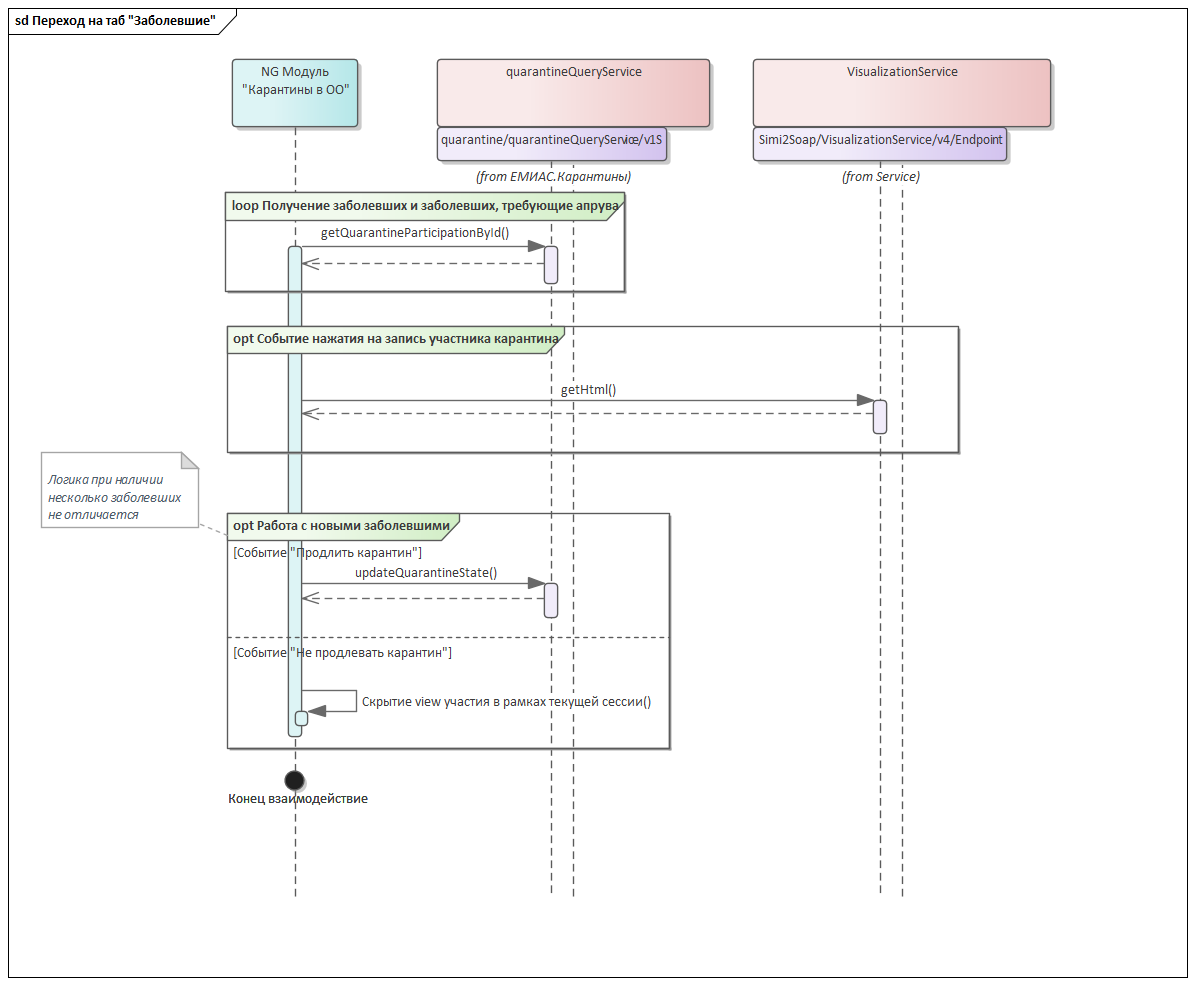 sd Переход на таб "Заболевшие"
NG Модуль
"Карантины в ОО"
quarantineQueryService
VisualizationService
quarantine/quarantineQueryService/v1S
Simi2Soap/VisualizationService/v4/Endpoint
(from ЕМИАС.Карантины)
(from Service)
loop Получение заболевших и заболевших, требующие апрува
getQuarantineParticipationById()
opt Событие нажатия на запись участника карантина
getHtml()
Логика при наличии
несколько заболевших
не отличается
opt Работа с новыми заболевшими
[Событие "Продлить карантин"]
updateQuarantineState()
[Событие "Не продлевать карантин"]
Скрытие view участия в рамках текущей сессии()
Конец взаимодействие